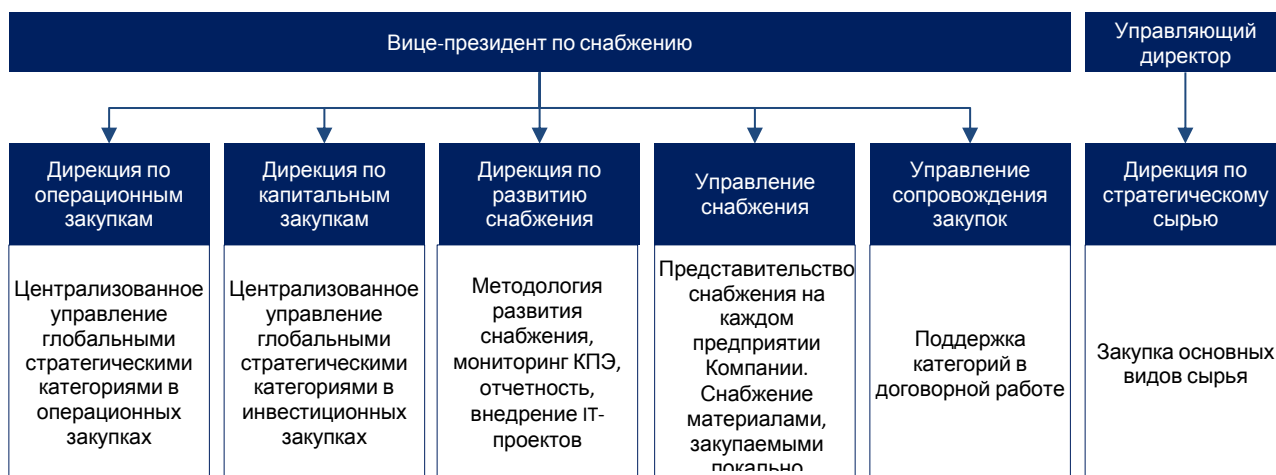 Вице-президент по снабжению
Управляющий
директор
Дирекция по
операционным
закупкам
Дирекция по
капитальным
закупкам
Дирекция по
развитию
снабжения
Управление
снабжения
Управление
сопровождения
закупок
Дирекция по
стратегическому
сырью
Централизованное
управление
глобальными
стратегическими
категориями в
операционных
закупках
Централизованное
управление
глобальными
стратегическими
категориями в
инвестиционных
закупках
Методология
развития
снабжения,
мониторинг КПЭ,
отчетность,
внедрение IT-
проектов
Представительство
снабжения на
каждом
предприятии
Компании.
Снабжение
материалами,
закупаемыми
локально
Поддержка
категорий в
договорной работе
Закупка основных
видов сырья